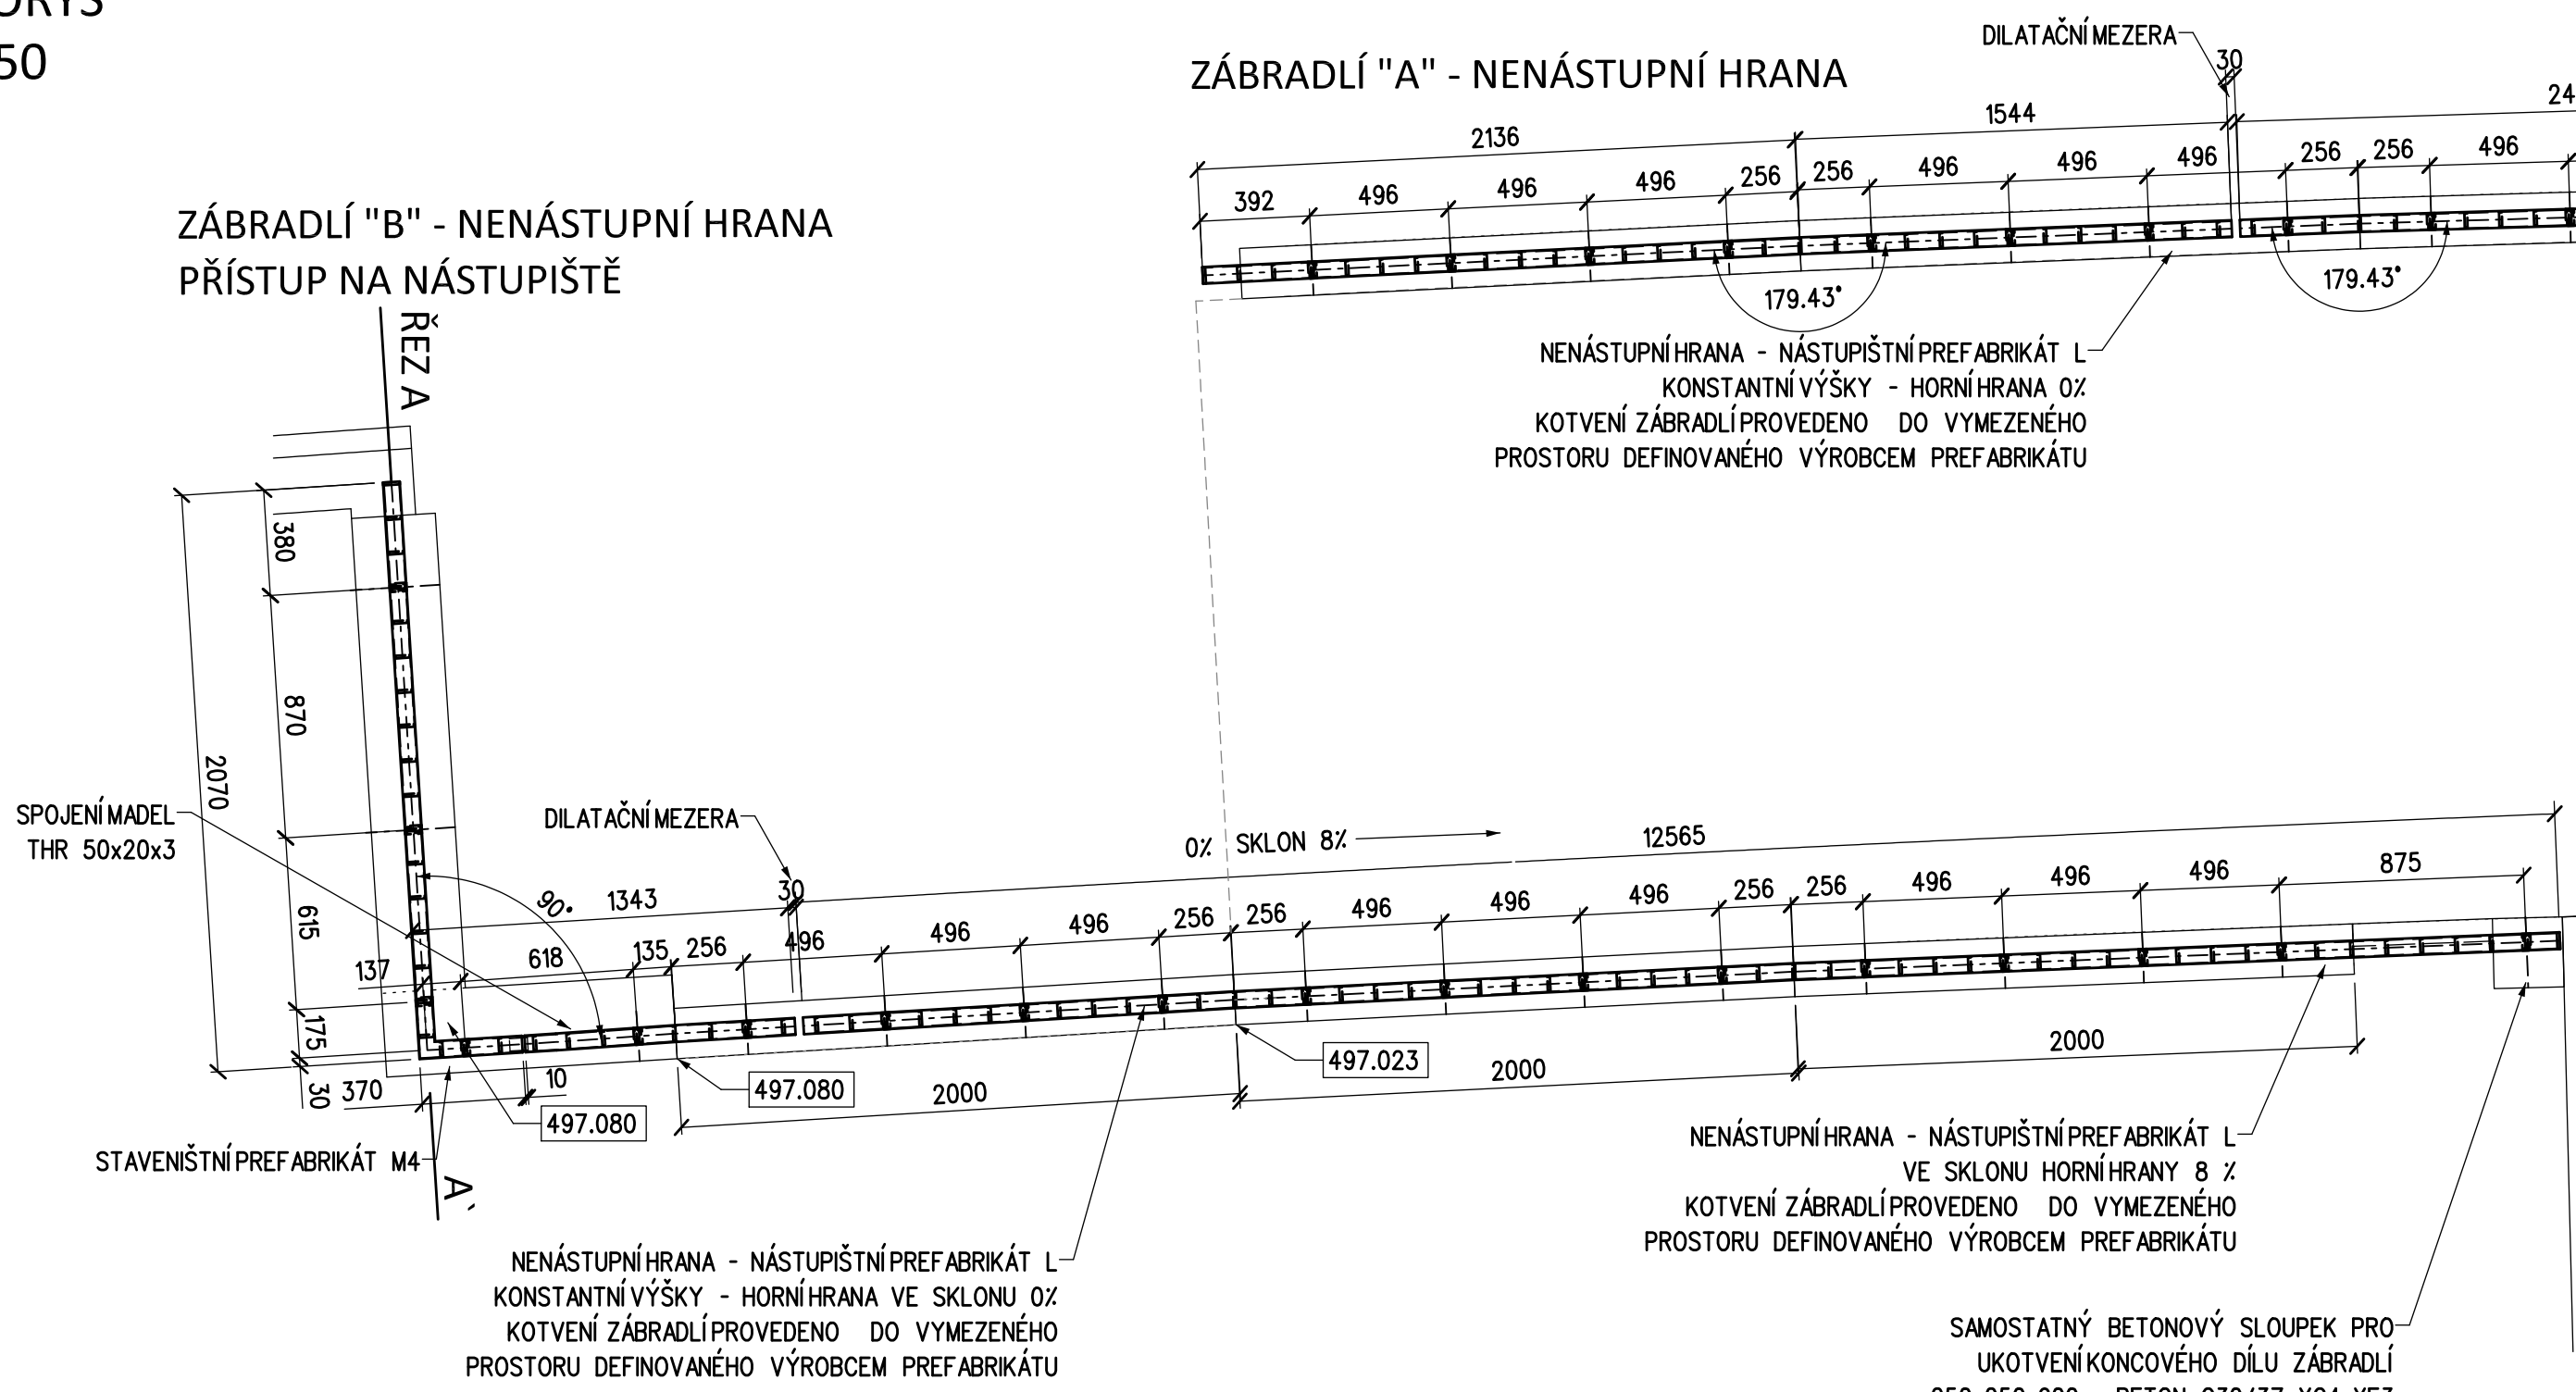 50
ZÁBRADLÍ "A" - NENÁSTUPNÍ HRANA
DILATAČNÍ MEZERA
30
2136
1544
24
392
496
496
496
256
256
496
496
496
256
256
496
179.43°
179.43°
NENÁSTUPNÍ HRANA - NÁSTUPIŠTNÍ PREFABRIKÁT L
KONSTANTNÍ VÝŠKY - HORNÍ HRANA 0%
KOTVENÍ ZÁBRADLÍ PROVEDENO DO VYMEZENÉHO
PROSTORU DEFINOVANÉHO VÝROBCEM PREFABRIKÁTU
ZÁBRADLÍ "B" - NENÁSTUPNÍ HRANA
PŘÍSTUP NA NÁSTUPIŠTĚ
ŘEZ A
380
870
2070
615
175
30
SPOJENÍ MADEL
THR 50x20x3
DILATAČNÍ MEZERA
90°
1343
30
0% SKLON 8%
12565
137
618
135
256
496
496
496
256
256
496
496
496
256
256
496
496
496
875
370
10
497.080
497.080
497.023
2000
2000
2000
STAVENIŠTNÍ PREFABRIKÁT M4
A`
NENÁSTUPNÍ HRANA - NÁSTUPIŠTNÍ PREFABRIKÁT L
KONSTANTNÍ VÝŠKY - HORNÍ HRANA VE SKLONU 0%
KOTVENÍ ZÁBRADLÍ PROVEDENO DO VYMEZENÉHO
PROSTORU DEFINOVANÉHO VÝROBCEM PREFABRIKÁTU
NENÁSTUPNÍ HRANA - NÁSTUPIŠTNÍ PREFABRIKÁT L
VE SKLONU HORNÍ HRANY 8 %
KOTVENÍ ZÁBRADLÍ PROVEDENO DO VYMEZENÉHO
PROSTORU DEFINOVANÉHO VÝROBCEM PREFABRIKÁTU
SAMOSTATNÝ BETONOVÝ SLOUPEK PRO
UKOTVENÍ KONCOVÉHO DÍLU ZÁBRADLÍ